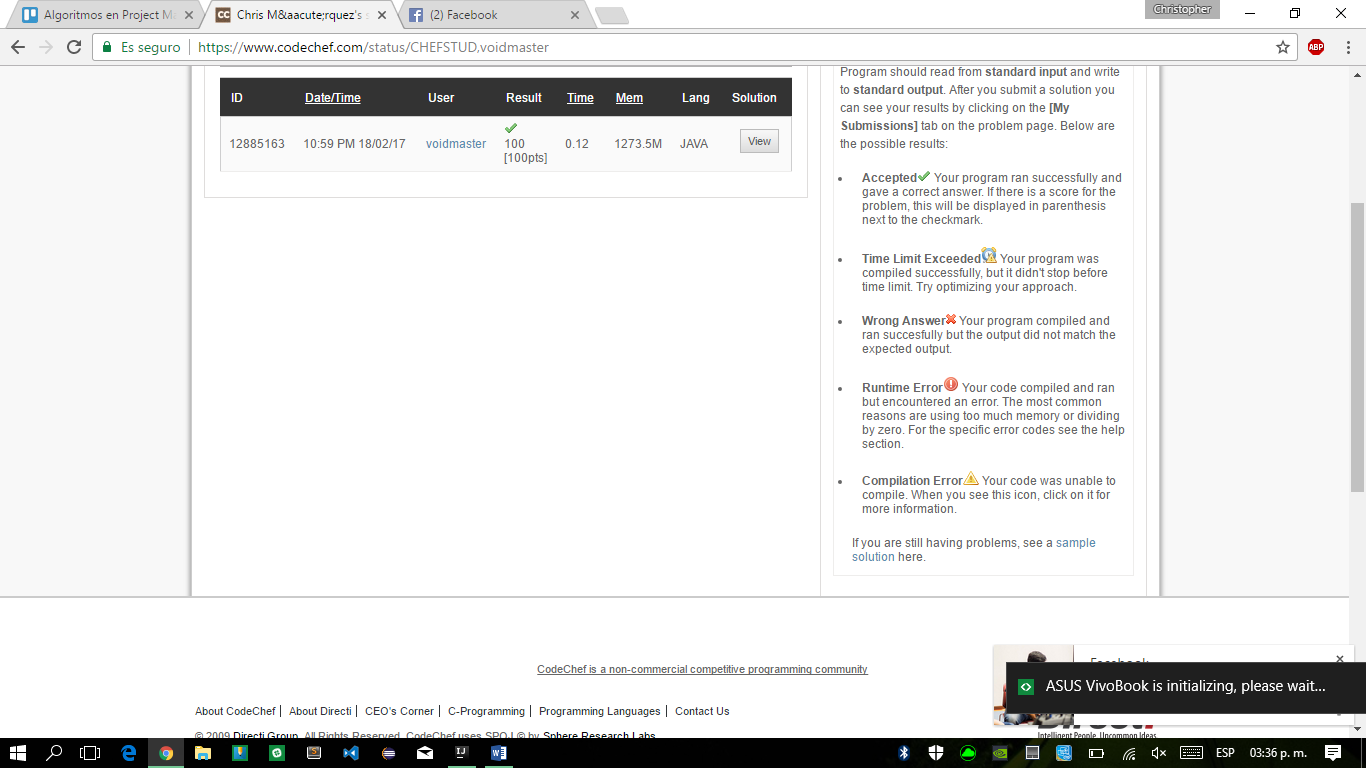 Christopher
Algoritmos en Project Ma
Chris M&aacute;rquez's s
(2) Facebook
Es seguro
https://www.codechef.com/status/CHEFSTUD,voidmaster
ABP
ID Date/Time User Result Time Mem Lang Solution
12885163 10:59 PM 18/02/17 voidmaster 100 [100pts] 0.12 1273.5M JAVA View
Program should read from standard input and write
to standard output. After you submit a solution you
can see your results by clicking on the [My
Submissions] tab on the problem page. Below are
the possible results:
Accepted Your program ran successfully and
gave a correct answer. If there is a score for the
problem, this will be displayed in parenthesis
next to the checkmark.
Time Limit Exceeded Your program was
compiled successfully, but it didn't stop before
time limit. Try optimizing your approach.
Wrong Answer Your program compiled and
ran succesfully but the output did not match the
expected output.
Runtime Error Your code compiled and ran
but encountered an error. The most common
reasons are using too much memory or dividing
by zero. For the specific error codes see the help
section.
Compilation Error Your code was unable to
compile. When you see this icon, click on it for
more information.
If you are still having problems, see a sample
solution here.
CodeChef is a non-commercial competitive programming community
About CodeChef | About Directi | CEO's Corner | C-Programming | Programming Languages | Contact Us
© 2009 Directi Group. All Rights Reserved. CodeChef uses SPOJ © by Sphere Research Labs
Facebook
ASUS VivoBook is initializing, please wait...
Intelligent People. Uncommon Ideas.
ESP 03:36 p. m.